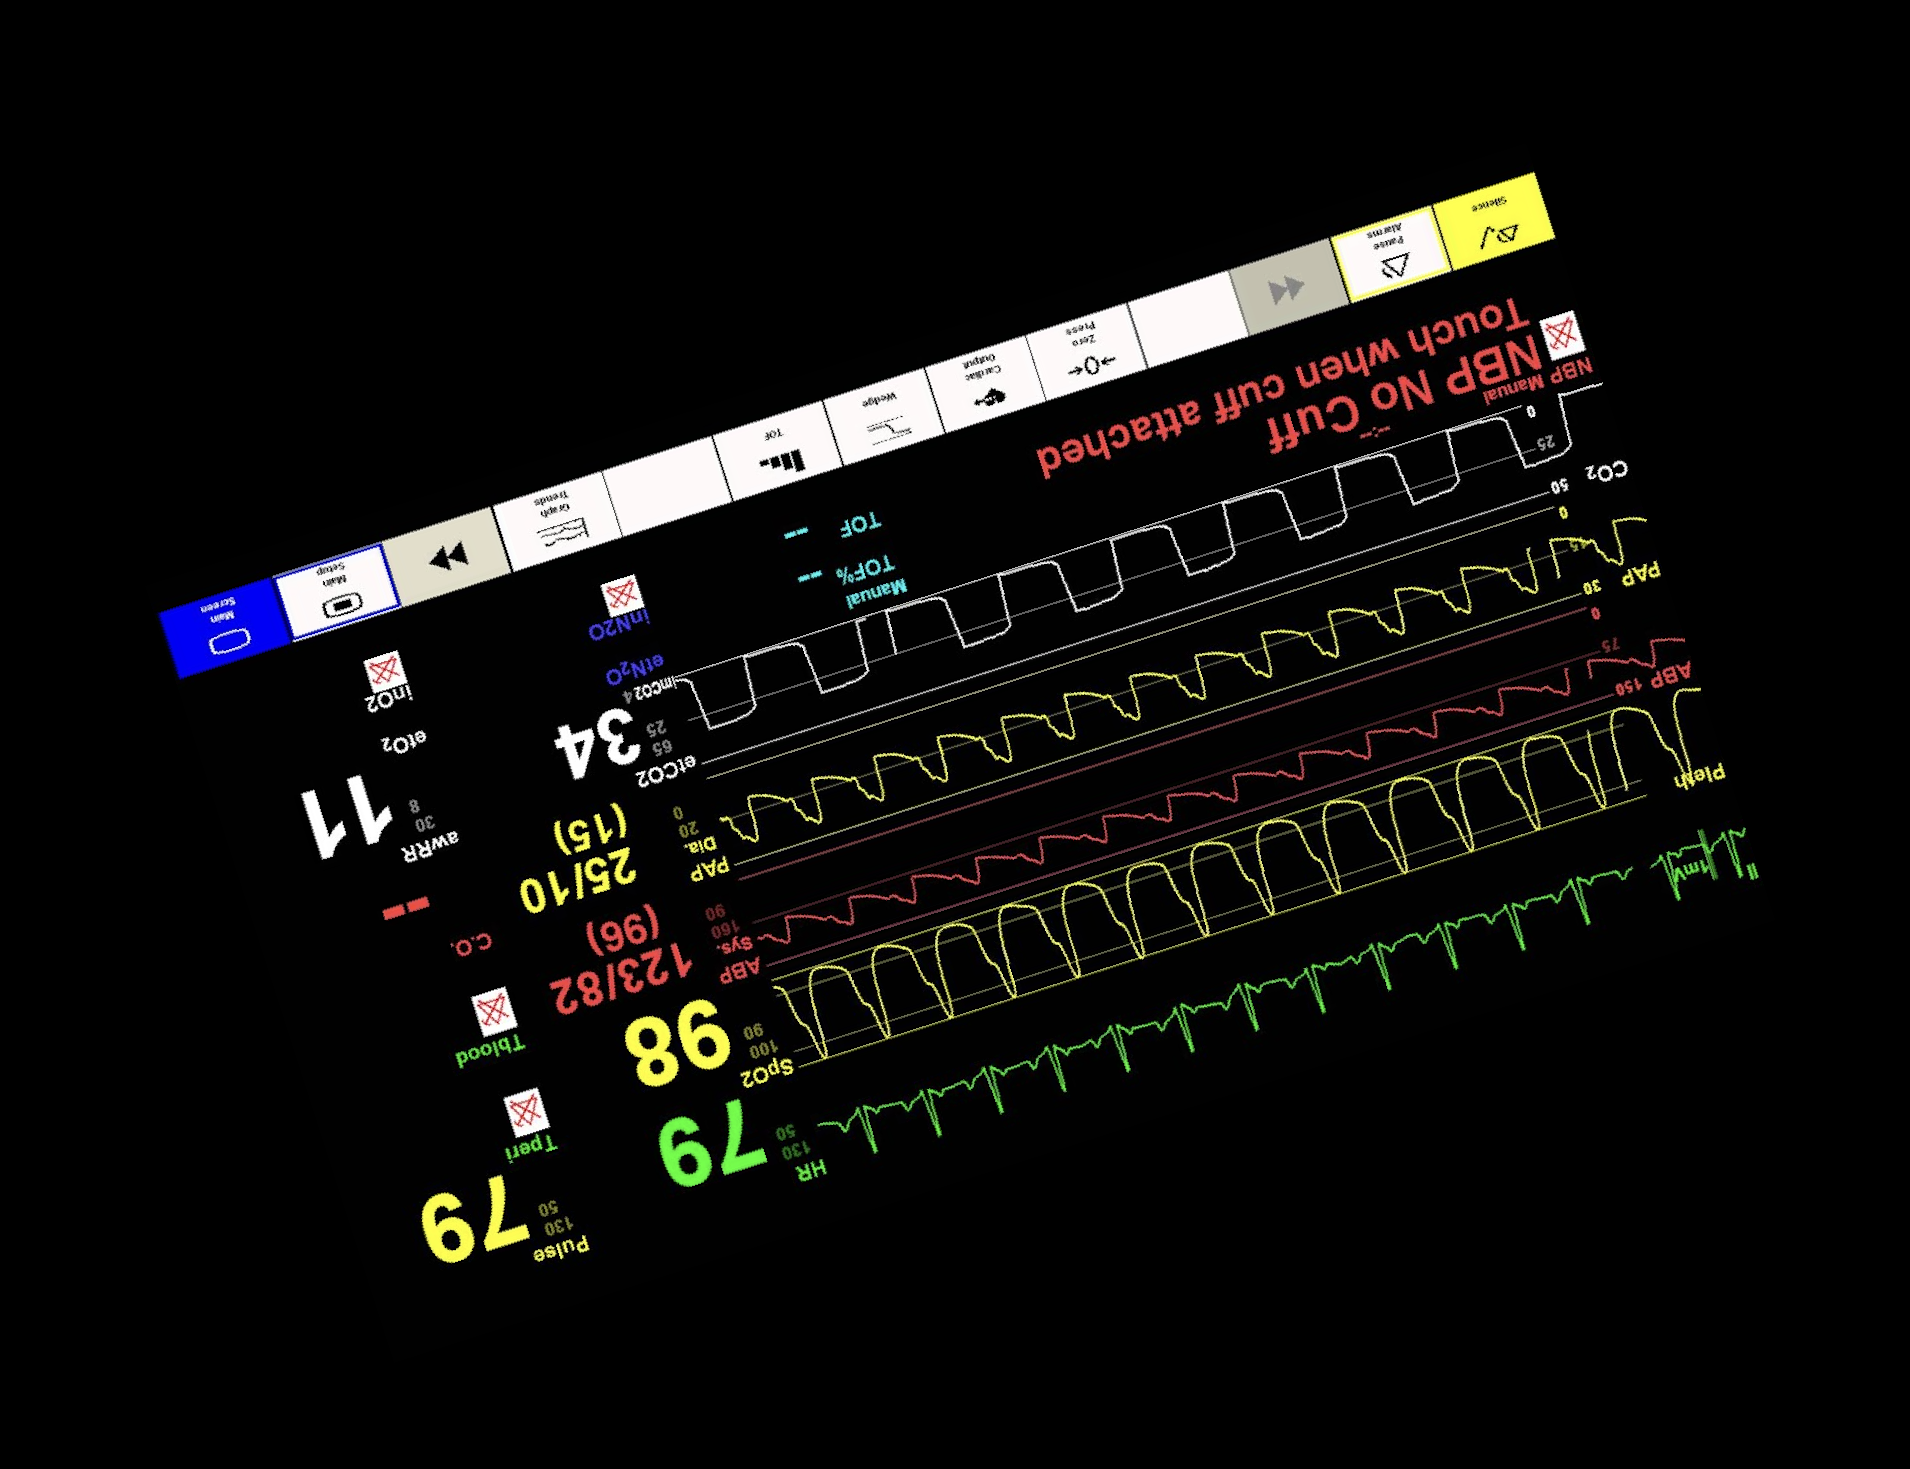 II
1mV
HR
130
50
79
Pulse
130
50
79
Pleth
SpO2
100
90
98
Tperi
ABP
150
75
0
ABP
Sys.
160
90
123/82
(96)
Tblood
PAP
30
15
0
PAP
Dia.
20
0
25/10
(15)
C.O.
--
CO2
50
25
0
etCO2
65
25
imCO2 4
34
awRR
30
8
11
NBP
Manual
-:--
NBP No Cuff
Touch when cuff attached
Manual
TOF% --
TOF --
etN2O
inN2O
etO2
inO2
Silence
Pause
Alarms
Zero
Press
Cardiac
Output
Wedge
TOF
Graph
Trends
Main
Setup
Main
Screen